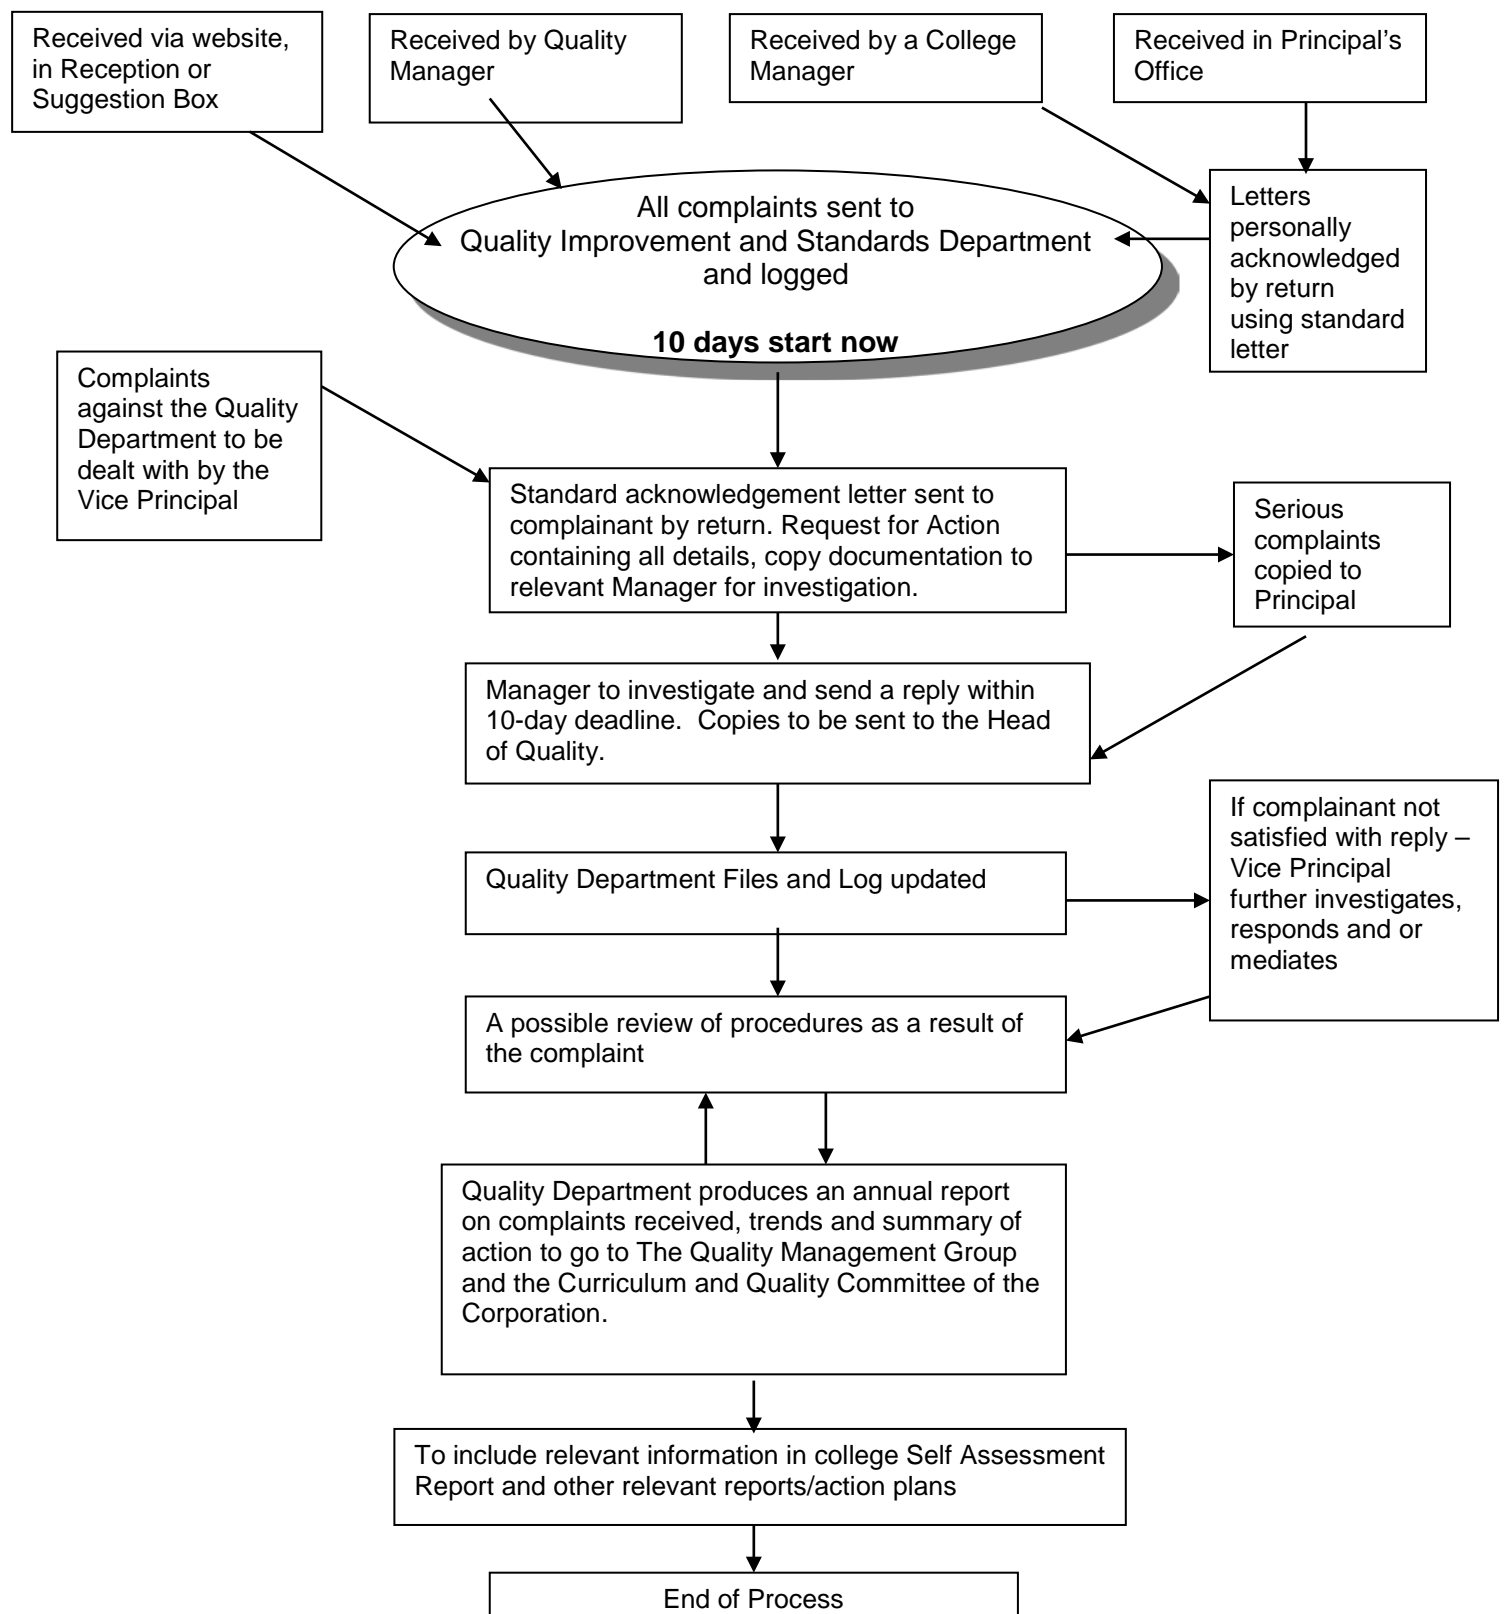 Received via website,
in Reception or
Suggestion Box
Received by Quality
Manager
Received by a College
Manager
Received in Principal's
Office
All complaints sent to
Quality Improvement and Standards Department
and logged
10 days start now
Letters
personally
acknowledged
by return
using standard
letter
Complaints
against the Quality
Department to be
dealt with by the
Vice Principal
Standard acknowledgement letter sent to
complainant by return. Request for Action
containing all details, copy documentation to
relevant Manager for investigation.
Serious
complaints
copied to
Principal
Manager to investigate and send a reply within
10-day deadline.  Copies to be sent to the Head
of Quality.
If complainant not
satisfied with reply –
Vice Principal
further investigates,
responds and or
mediates
Quality Department Files and Log updated
A possible review of procedures as a result of
the complaint
Quality Department produces an annual report
on complaints received, trends and summary of
action to go to The Quality Management Group
and the Curriculum and Quality Committee of the
Corporation.
To include relevant information in college Self Assessment
Report and other relevant reports/action plans
End of Process